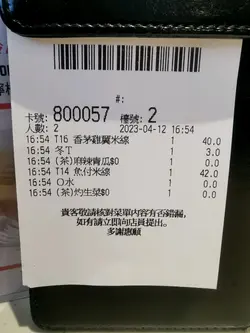 #:
卡號: 800057 檯號: 2
人數: 2 2023-04-12 16:54
16:54 T16 香茅雞翼米線 1 40.0
16:54 冬T 1 3.0
16:54 (茶)麻辣青瓜$0 1 0.0
16:54 T14 魚付米線 1 42.0
16:54 O水 1 0.0
16:54 (茶)灼生菜$0 1 0.0
貴客敬請核對菜單內容有否錯漏,
如有請立即向店員提出。
多謝惠顧